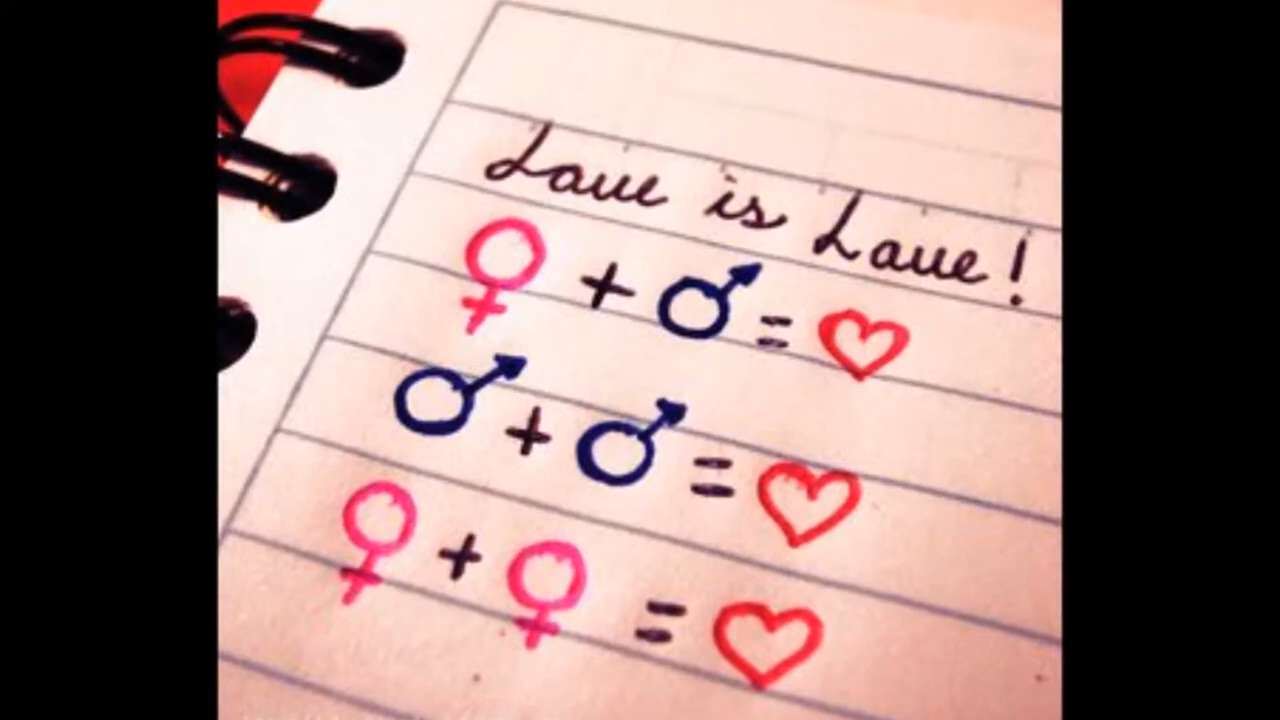 Love is Love!
♀ + ♂ = ♡
♂ + ♂ = ♡
♀ + ♀ = ♡